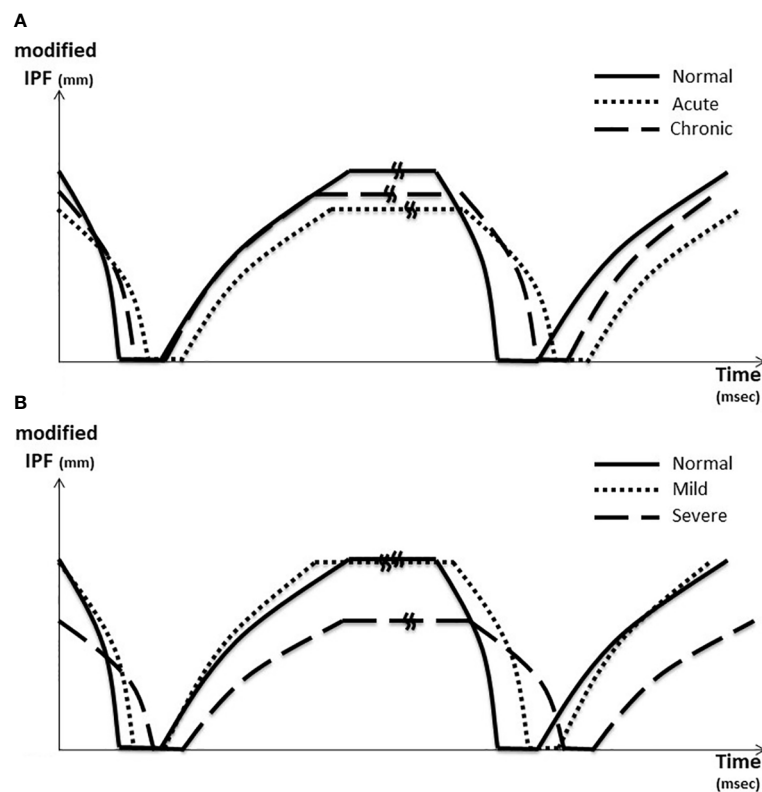 A
modified
IPF (mm)
Normal
Acute
Chronic
Time
(msec)
B
modified
IPF (mm)
Normal
Mild
Severe
Time
(msec)